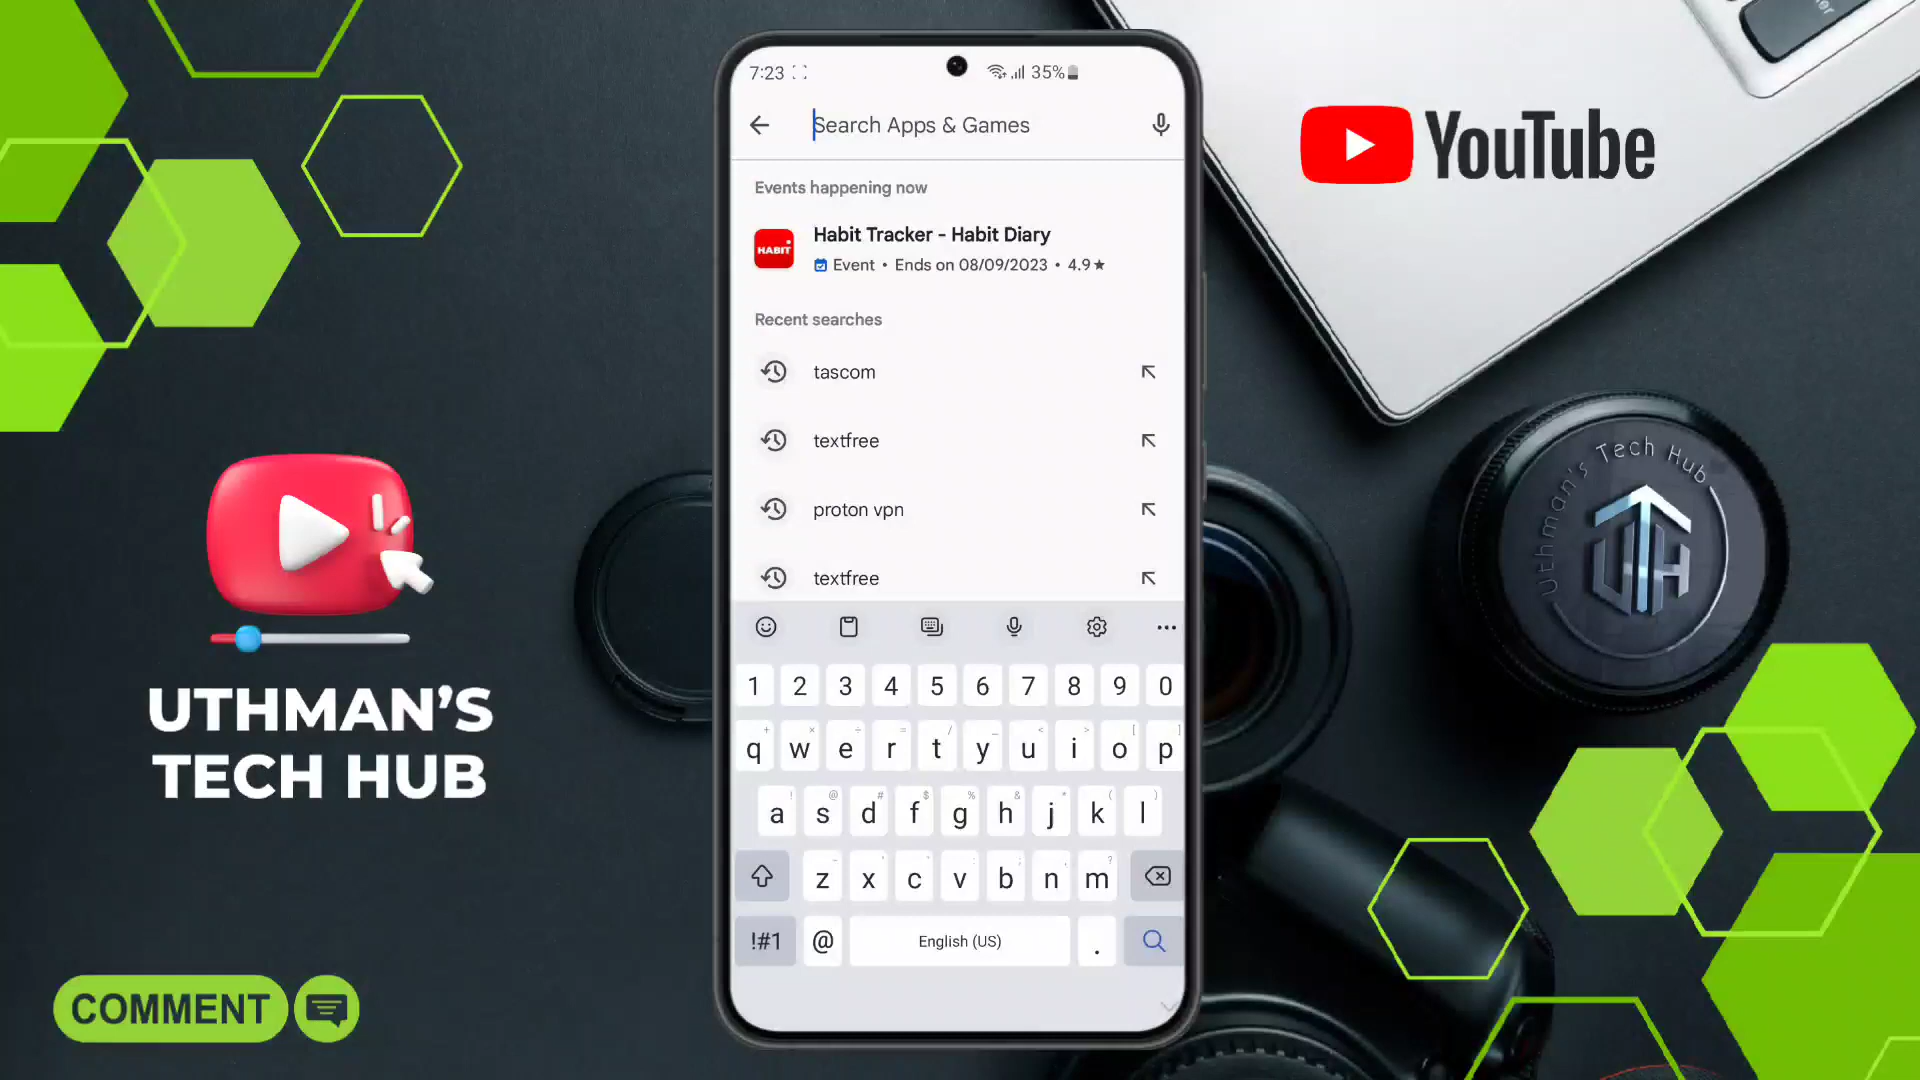 7:23
35%
Search Apps & Games
Events happening now
Habit Tracker - Habit Diary
HABIT
Event • Ends on 08/09/2023 • 4.9★
Recent searches
tascom
textfree
proton vpn
textfree
1 2 3 4 5 6 7 8 9 0
q w e r t y u i o p
a s d f g h j k l
z x c v b n m
!#1 @ English (US) .
YouTube
Uthman's Tech Hub
UTH
UTHMAN'S
TECH HUB
COMMENT